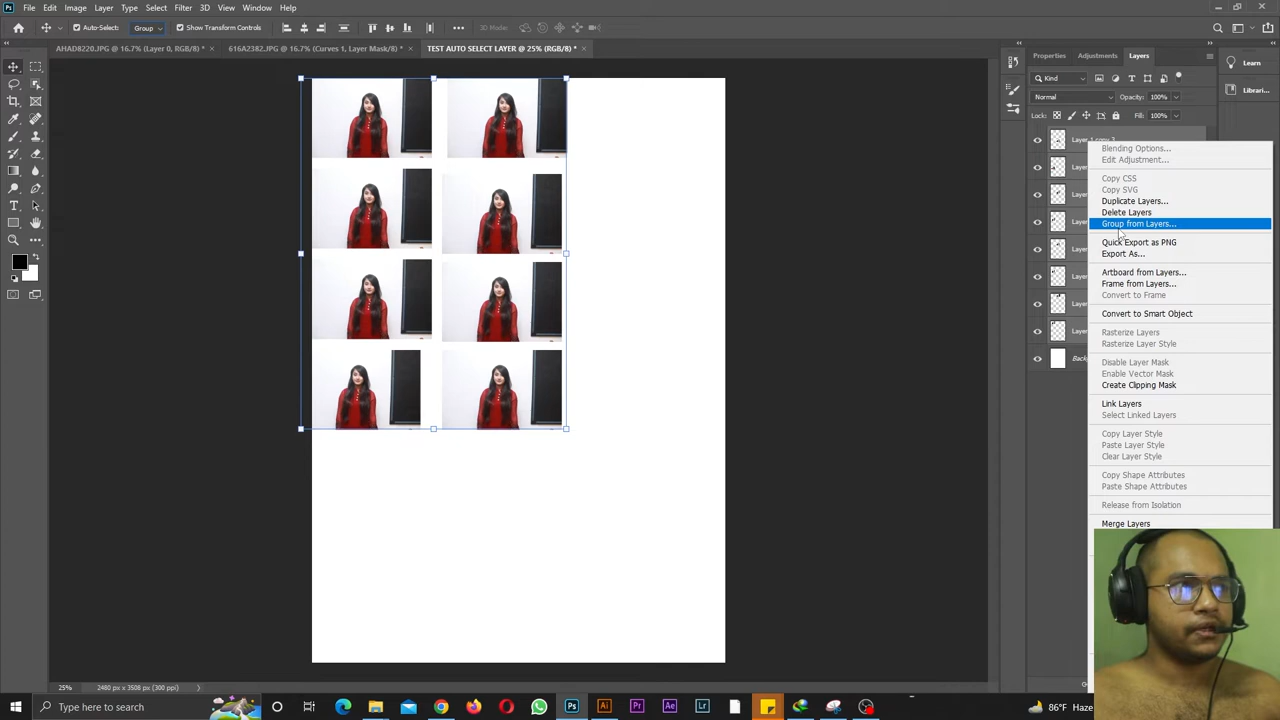 File Edit Image Layer Type Select Filter 3D View Window Help
Auto-Select: Group Show Transform Controls 3D Mode:
AHAD8220.JPG @ 16.7% (Layer 0, RGB/8) * × 616A2382.JPG @ 16.7% (Curves 1, Layer Mask/8) * × TEST AUTO SELECT LAYER @ 25% (RGB/8) * ×
Properties Adjustments Layers
Learn
Kind
Librari...
Normal Opacity: 100%
Lock: Fill: 100%
Blending Options...
Edit Adjustment...
Copy CSS
Copy SVG
Duplicate Layers...
Delete Layers
Group from Layers...
Quick Export as PNG
Export As...
Artboard from Layers...
Frame from Layers...
Convert to Frame
Convert to Smart Object
Rasterize Layers
Rasterize Layer Style
Disable Layer Mask
Enable Vector Mask
Create Clipping Mask
Link Layers
Select Linked Layers
Copy Layer Style
Paste Layer Style
Clear Layer Style
Copy Shape Attributes
Paste Shape Attributes
Release from Isolation
Merge Layers
25% 2480 px x 3508 px (300 ppi)
Type here to search
86°F Haze